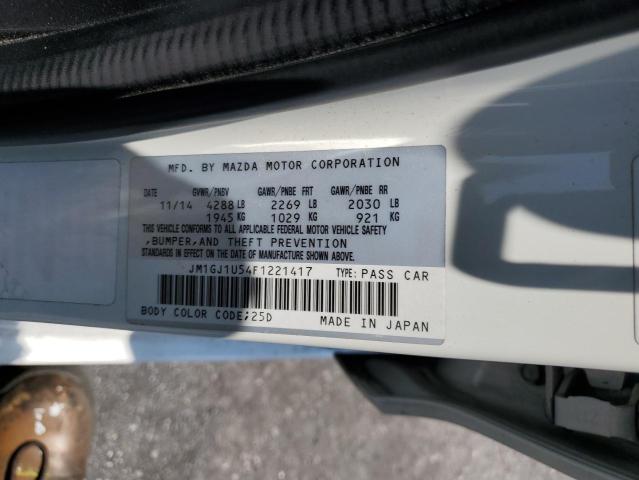 MFD. BY MAZDA MOTOR CORPORATION
DATE GVWR/PNBV GAWR/PNBE FRT GAWR/PNBE RR
11/14 4288 LB 2269 LB 2030 LB
1945 KG 1029 KG 921 KG
THIS VEHICLE CONFORMS TO ALL APPLICABLE FEDERAL MOTOR VEHICLE SAFETY
,BUMPER,AND THEFT PREVENTION
STANDARDS IN EFFECT ON THE DATE OF MANUFACTURE SHOWN ABOVE.
JM1GJ1U54F1221417 TYPE: PASS CAR
BODY COLOR CODE;25D MADE IN JAPAN